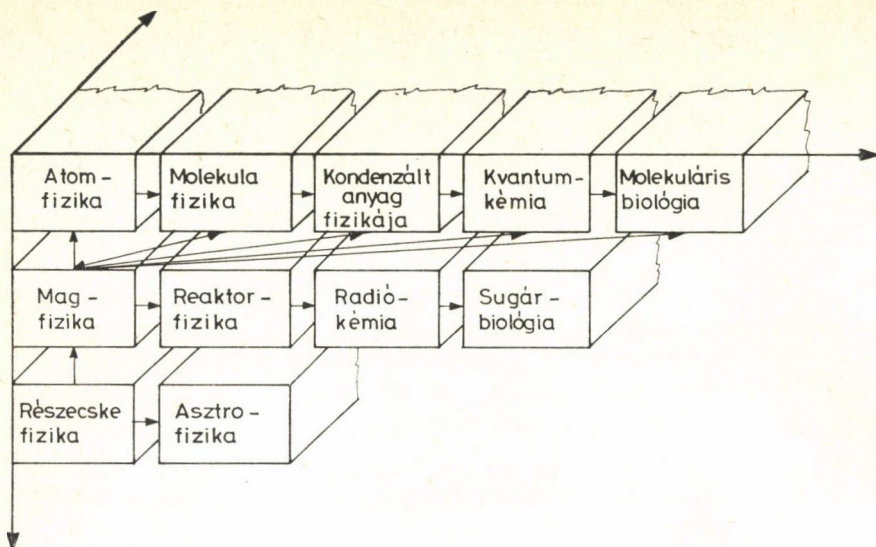 Atom-
fizika
Molekula
fizika
Kondenzált
anyag
fizikája
Kvantum-
kémia
Molekuláris
biológia
Mag-
fizika
Reaktor-
fizika
Radió-
kémia
Sugár-
biológia
Részecske
fizika
Asztro-
fizika